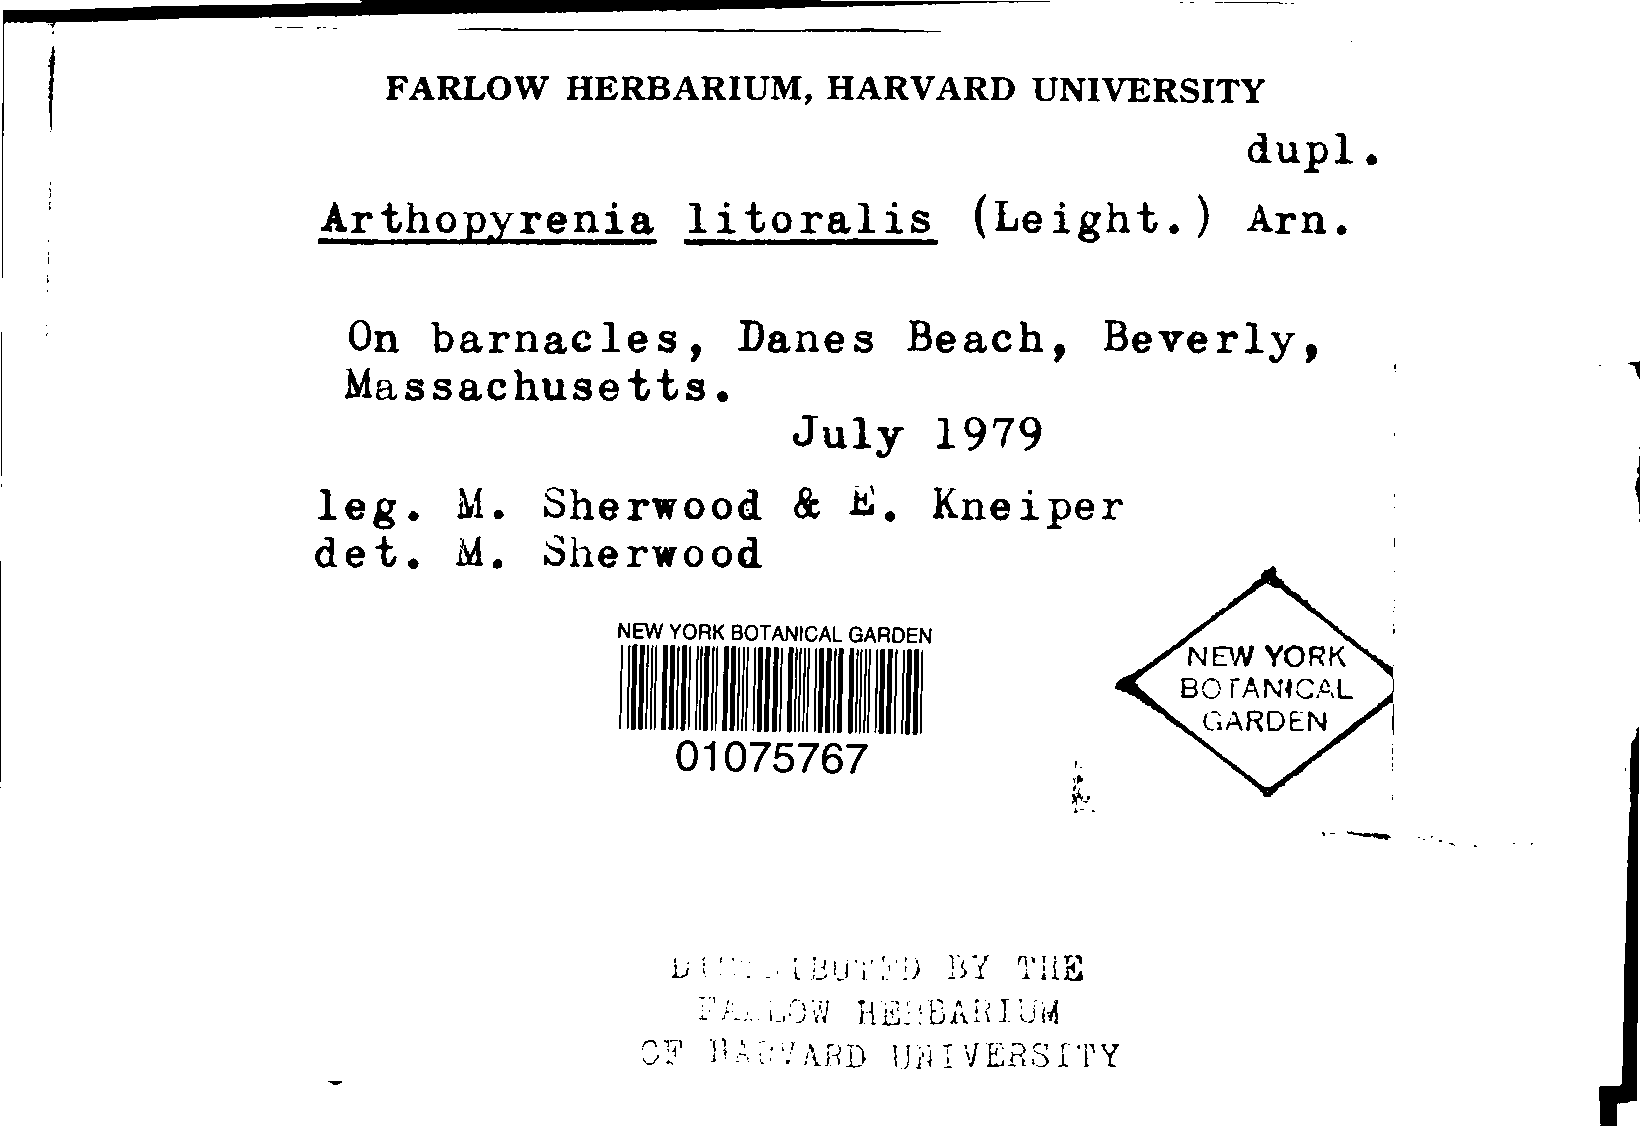 FARLOW HERBARIUM, HARVARD UNIVERSITY
dupl.
Arthopyrenia litoralis (Leight.) Arn.
On barnacles, Danes Beach, Beverly,
Massachusetts.
July 1979
leg. M. Sherwood & E. Kneiper
det. M. Sherwood
NEW YORK BOTANICAL GARDEN
01075767
NEW YORK
BOTANICAL
GARDEN
DISTRIBUTED BY THE
FARLOW HERBARIUM
OF HARVARD UNIVERSITY